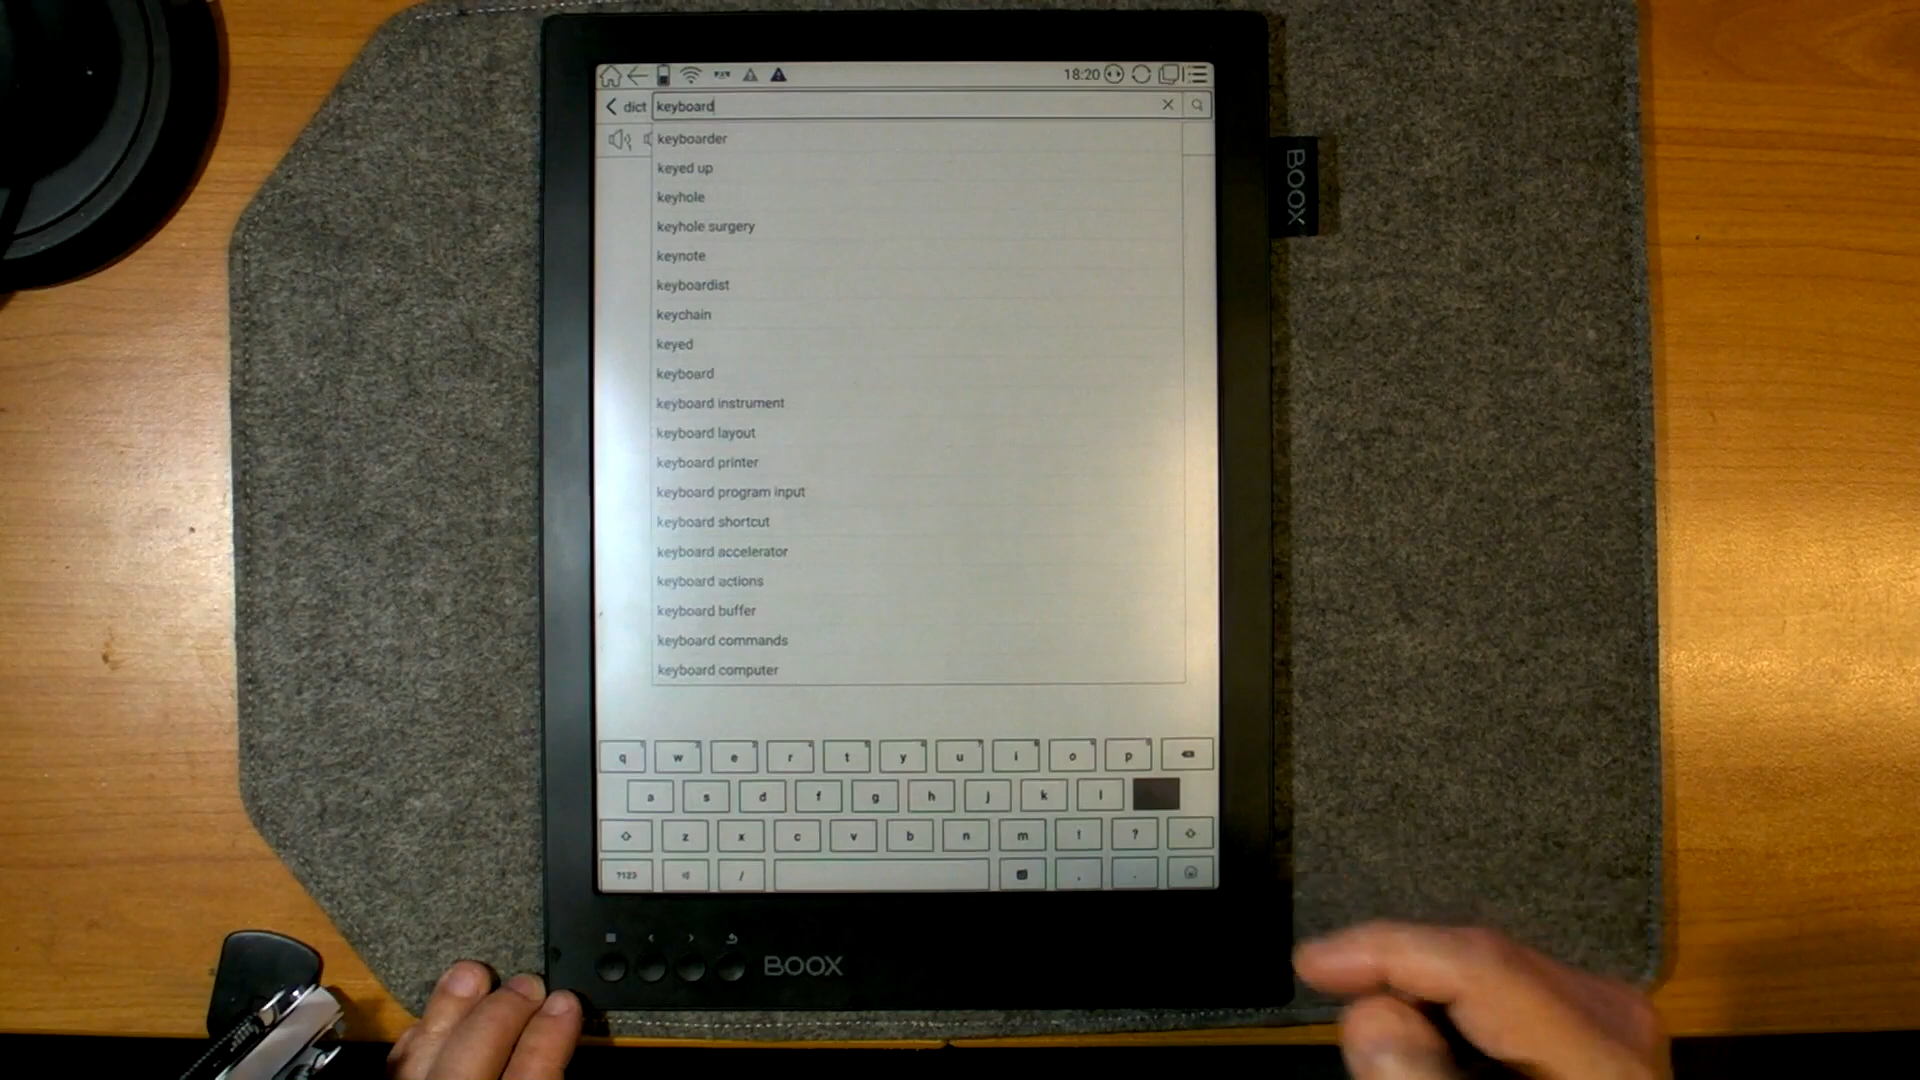 18:20
dict keyboard
keyboarder
keyed up
keyhole
keyhole surgery
keynote
keyboardist
keychain
keyed
keyboard
keyboard instrument
keyboard layout
keyboard printer
keyboard program input
keyboard shortcut
keyboard accelerator
keyboard actions
keyboard buffer
keyboard commands
keyboard computer
q w e r t y u i o p
a s d f g h j k l
z x c v b n m ! ?
?123 / , .
BOOX
BOOX